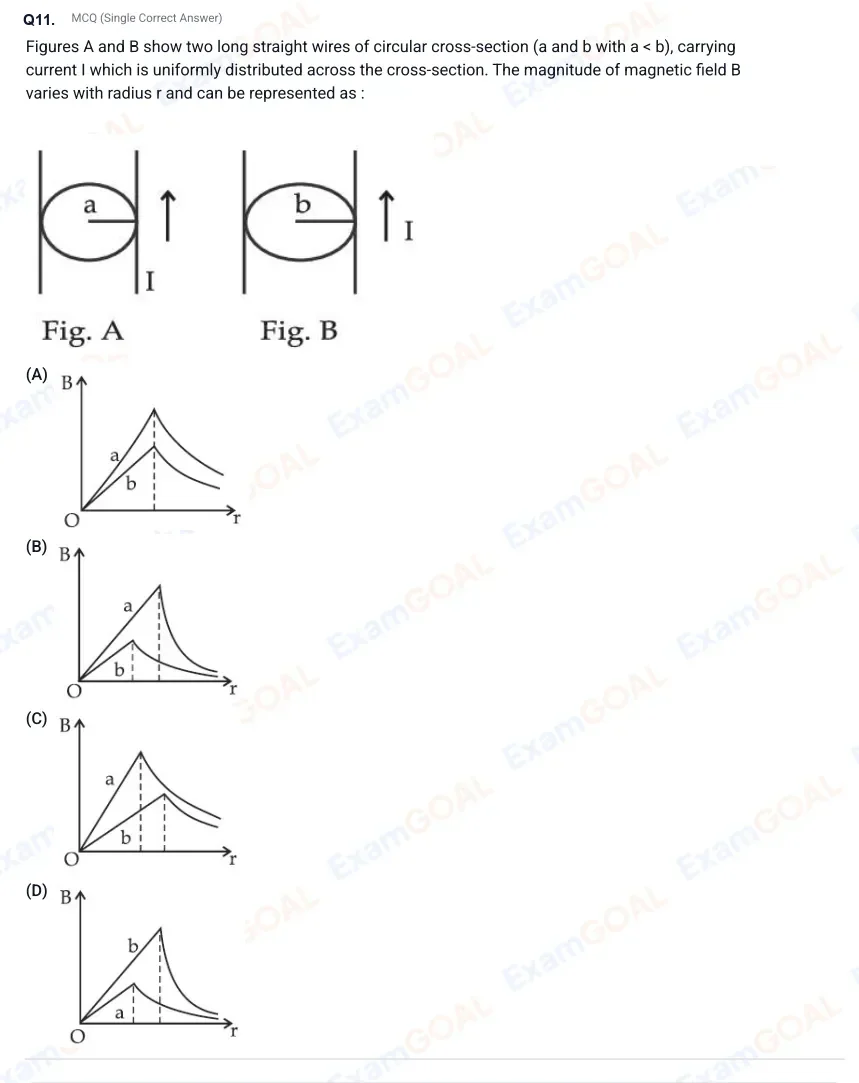 Q11. MCQ (Single Correct Answer)
Figures A and B show two long straight wires of circular cross-section (a and b with a < b), carrying
current I which is uniformly distributed across the cross-section. The magnitude of magnetic field B
varies with radius r and can be represented as :
a
I
b
I
Fig. A
Fig. B
(A)
B
a
b
O
r
(B)
B
a
b
O
r
(C)
B
a
b
O
r
(D)
B
b
a
O
r
ExamGOAL